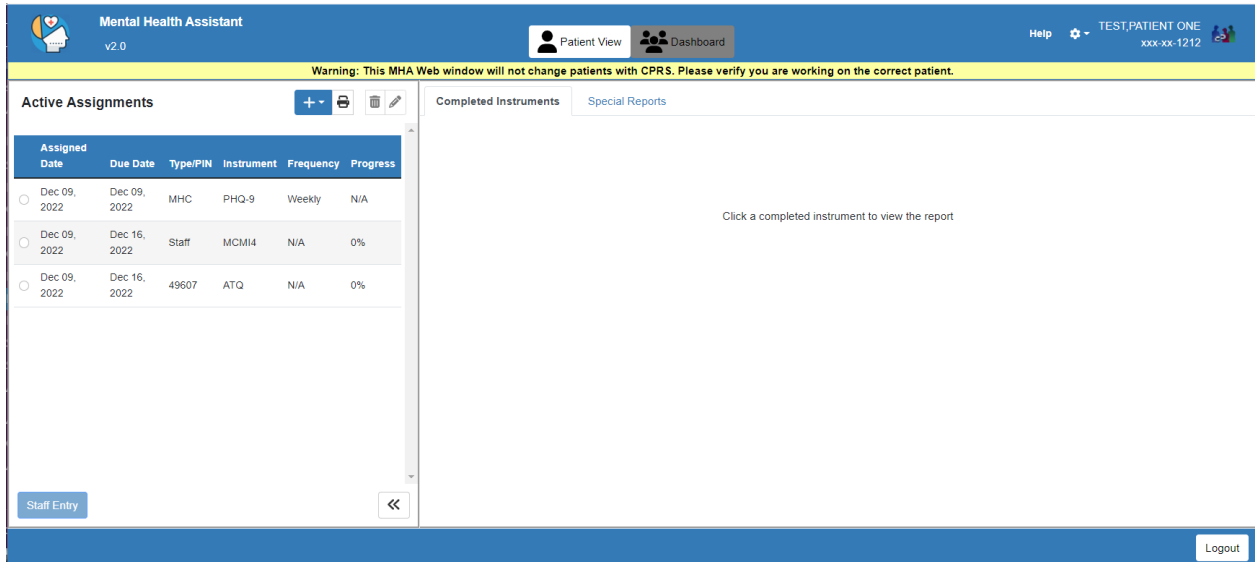 Mental Health Assistant
v2.0
Patient View
Dashboard
Help
TEST,PATIENT ONE
xxx-xx-1212
Warning: This MHA Web window will not change patients with CPRS. Please verify you are working on the correct patient.
Active Assignments
Completed Instruments
Special Reports
Assigned Date Due Date Type/PIN Instrument Frequency Progress
Dec 09, 2022 Dec 09, 2022 MHC PHQ-9 Weekly N/A
Dec 09, 2022 Dec 16, 2022 Staff MCMI4 N/A 0%
Dec 09, 2022 Dec 16, 2022 49607 ATQ N/A 0%
Click a completed instrument to view the report
Staff Entry
Logout